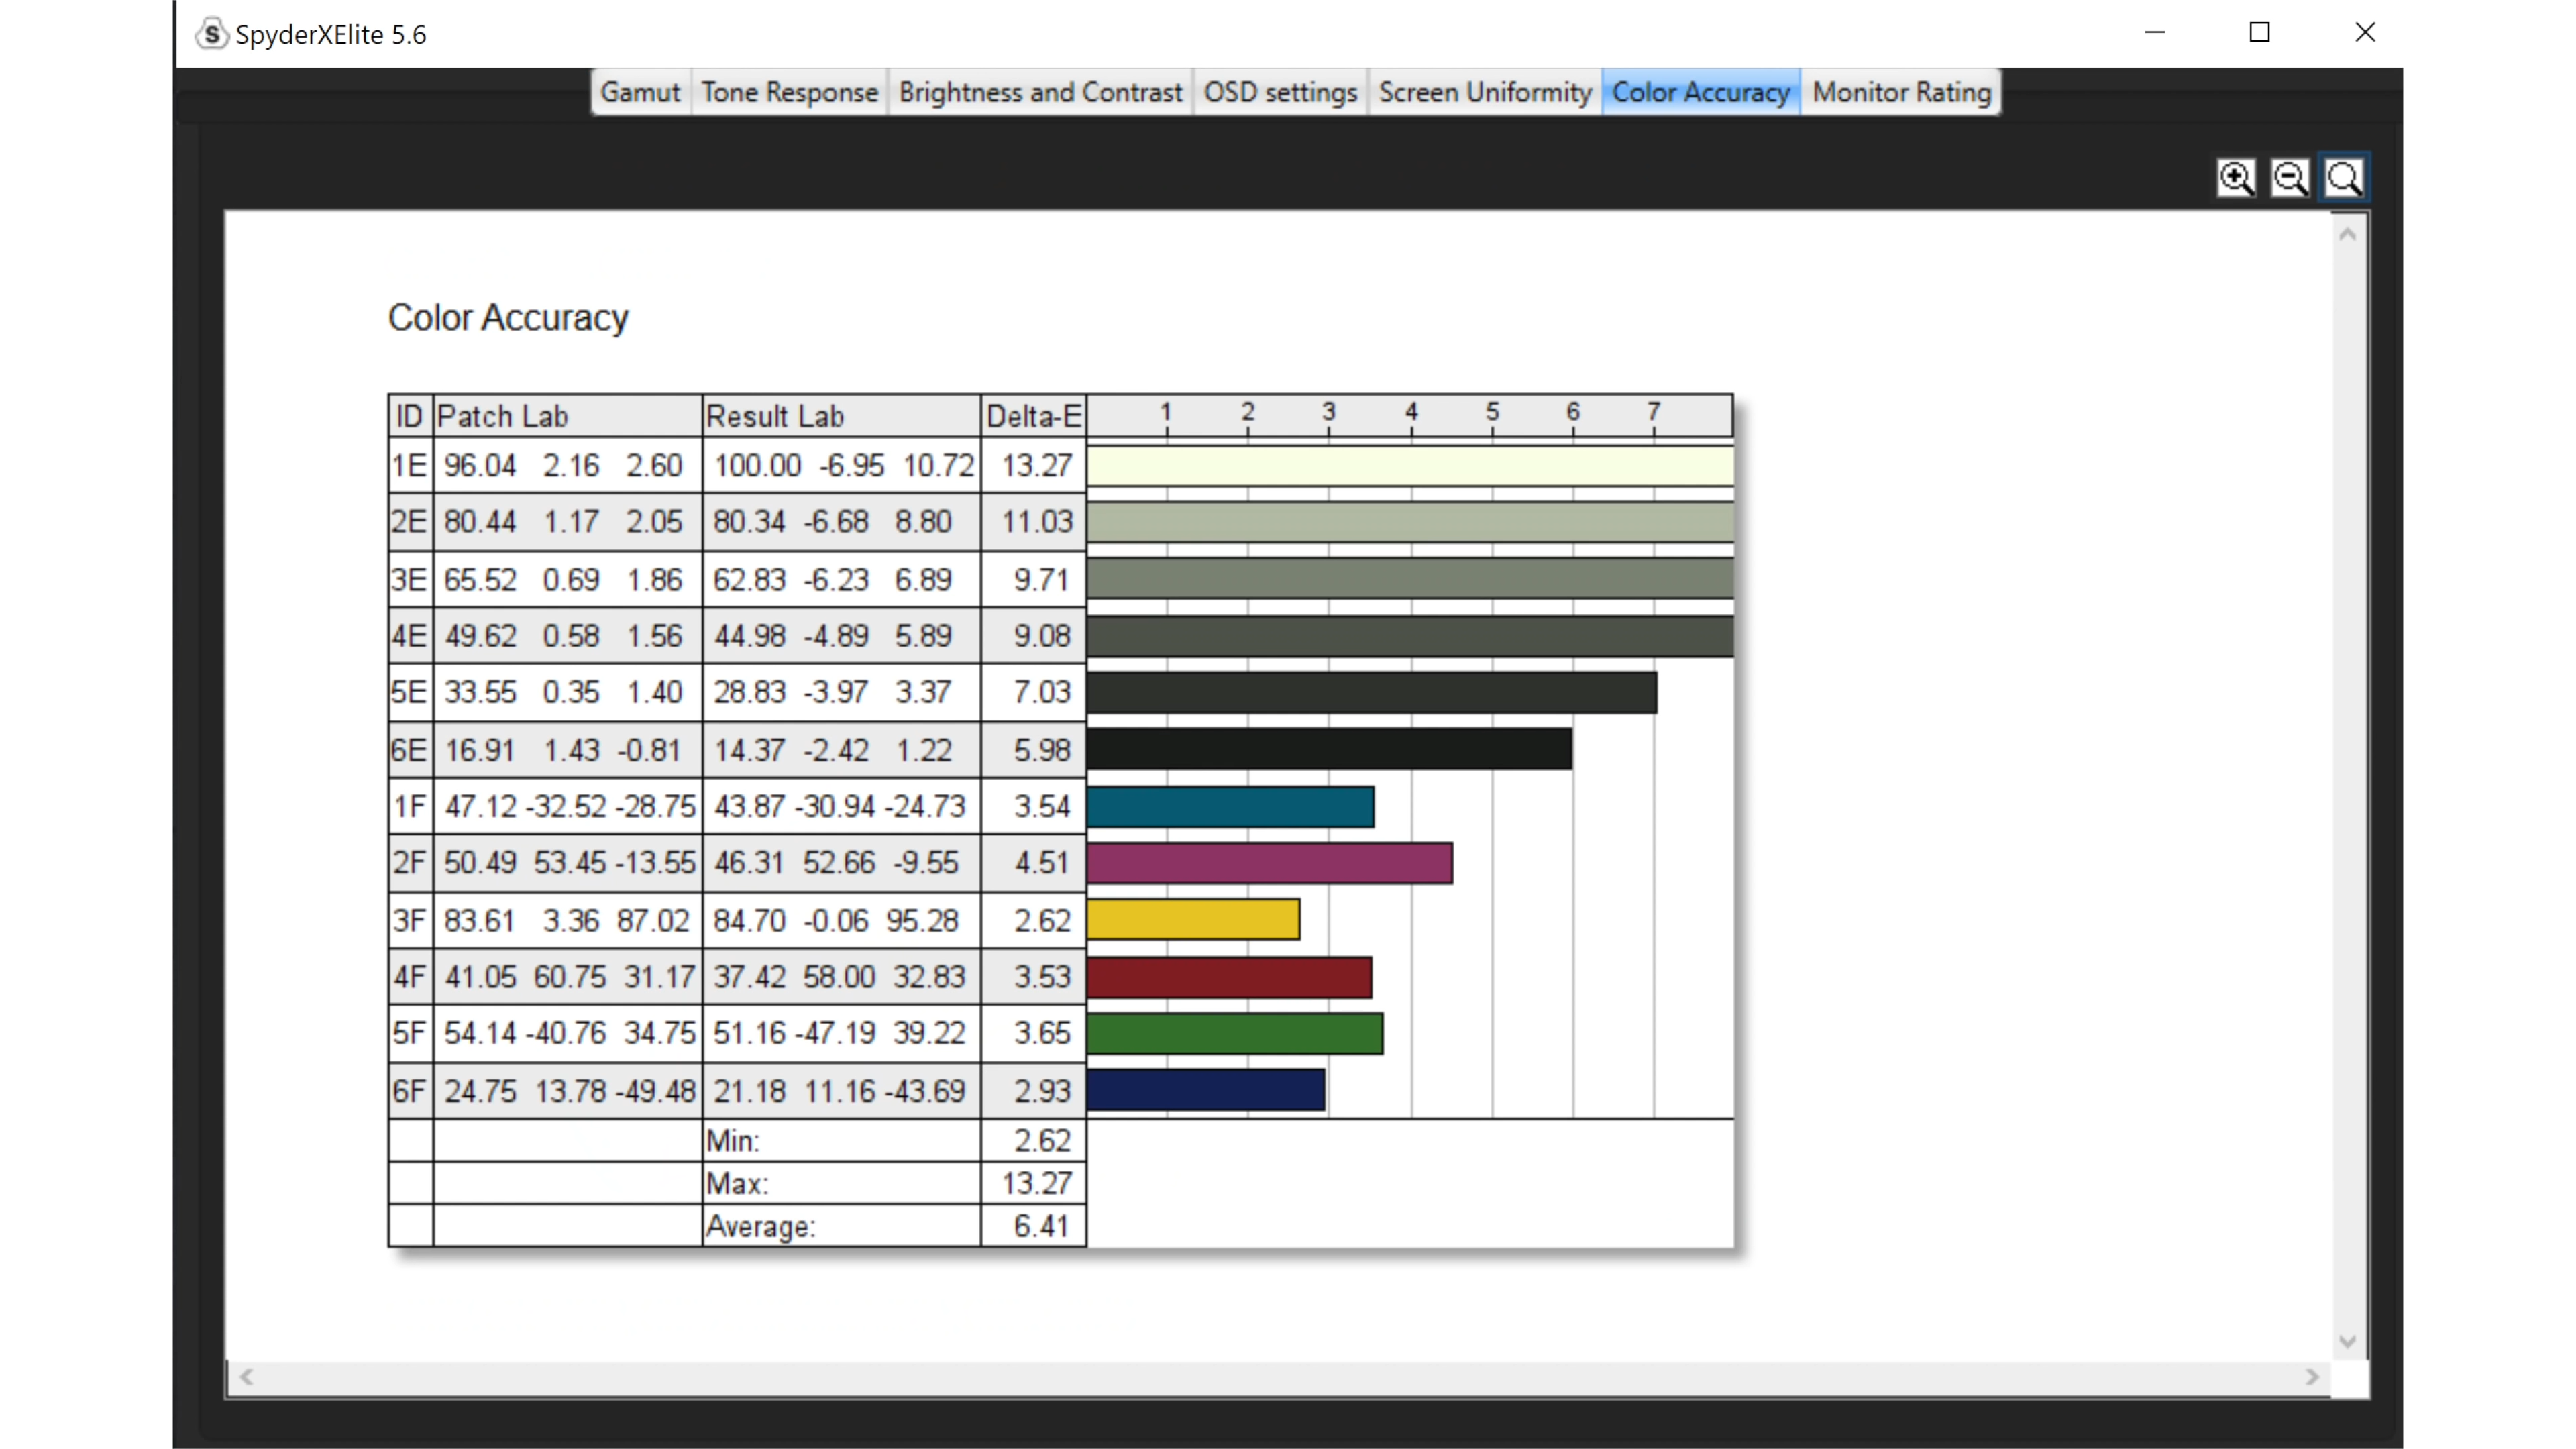 SpyderXElite 5.6
Gamut Tone Response Brightness and Contrast OSD settings Screen Uniformity Color Accuracy Monitor Rating
Color Accuracy
ID Patch Lab Result Lab Delta-E 1 2 3 4 5 6 7
1E 96.04 2.16 2.60 100.00 -6.95 10.72 13.27
2E 80.44 1.17 2.05 80.34 -6.68 8.80 11.03
3E 65.52 0.69 1.86 62.83 -6.23 6.89 9.71
4E 49.62 0.58 1.56 44.98 -4.89 5.89 9.08
5E 33.55 0.35 1.40 28.83 -3.97 3.37 7.03
6E 16.91 1.43 -0.81 14.37 -2.42 1.22 5.98
1F 47.12 -32.52 -28.75 43.87 -30.94 -24.73 3.54
2F 50.49 53.45 -13.55 46.31 52.66 -9.55 4.51
3F 83.61 3.36 87.02 84.70 -0.06 95.28 2.62
4F 41.05 60.75 31.17 37.42 58.00 32.83 3.53
5F 54.14 -40.76 34.75 51.16 -47.19 39.22 3.65
6F 24.75 13.78 -49.48 21.18 11.16 -43.69 2.93
Min: 2.62
Max: 13.27
Average: 6.41